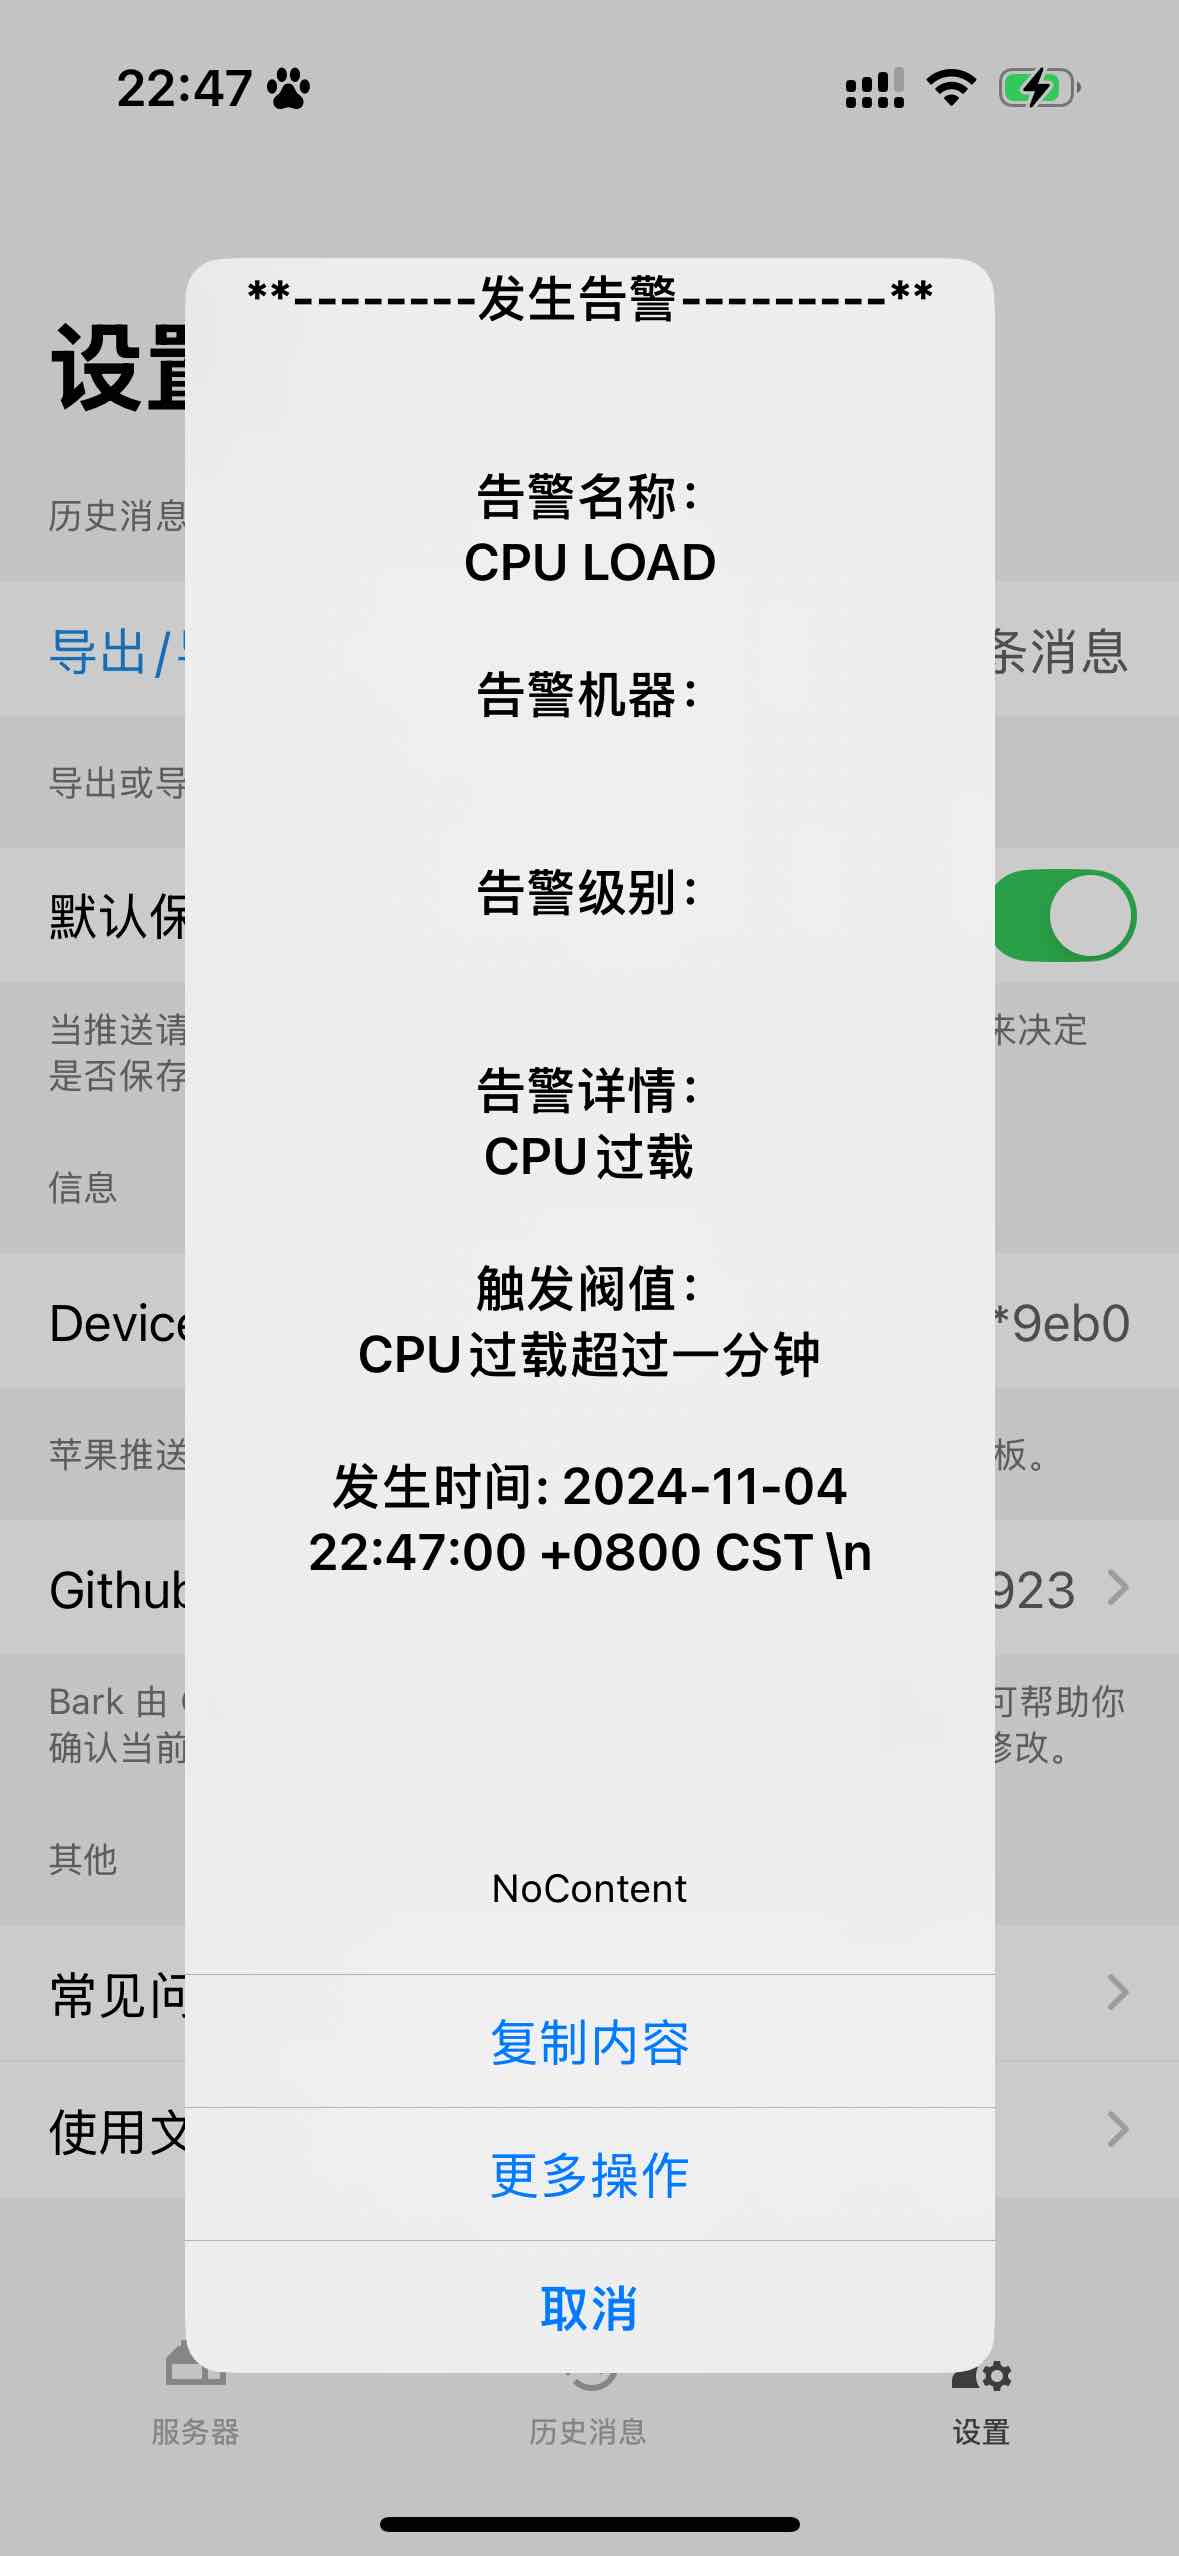 22:47
**--------发生告警---------**
设置
历史消息
告警名称：
CPU LOAD
导出/
条消息
告警机器：
导出或导
告警级别：
默认保
当推送请
来决定
是否保存
告警详情：
CPU过载
信息
触发阀值：
Device
*9eb0
CPU过载超过一分钟
苹果推送
板。
发生时间: 2024-11-04
22:47:00 +0800 CST \n
Github
923
Bark 由
可帮助你
确认当前
修改。
其他
NoContent
常见问
复制内容
使用文
更多操作
取消
服务器
历史消息
设置